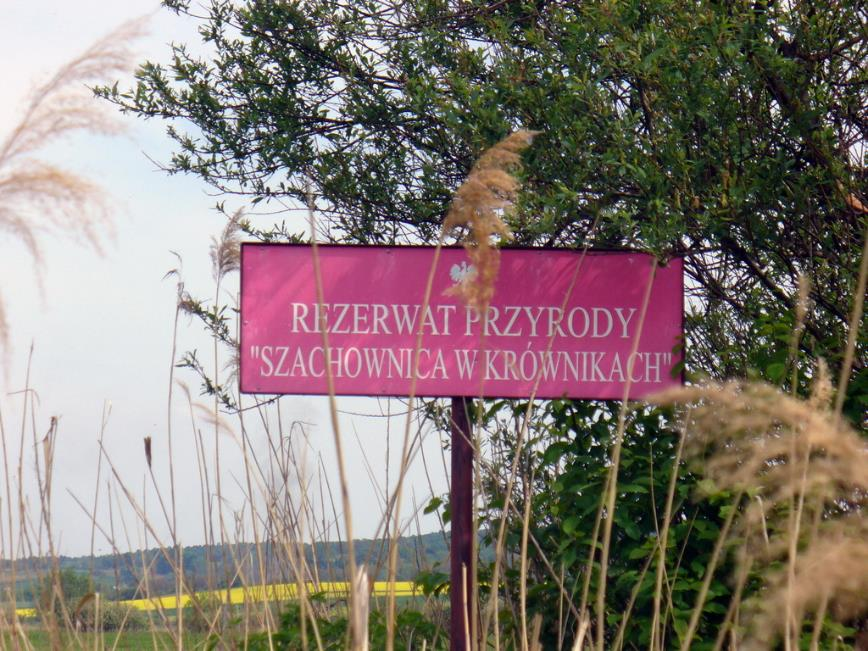 REZERWAT PRZYRODY
"SZACHOWNICA W KRÓWNIKACH"